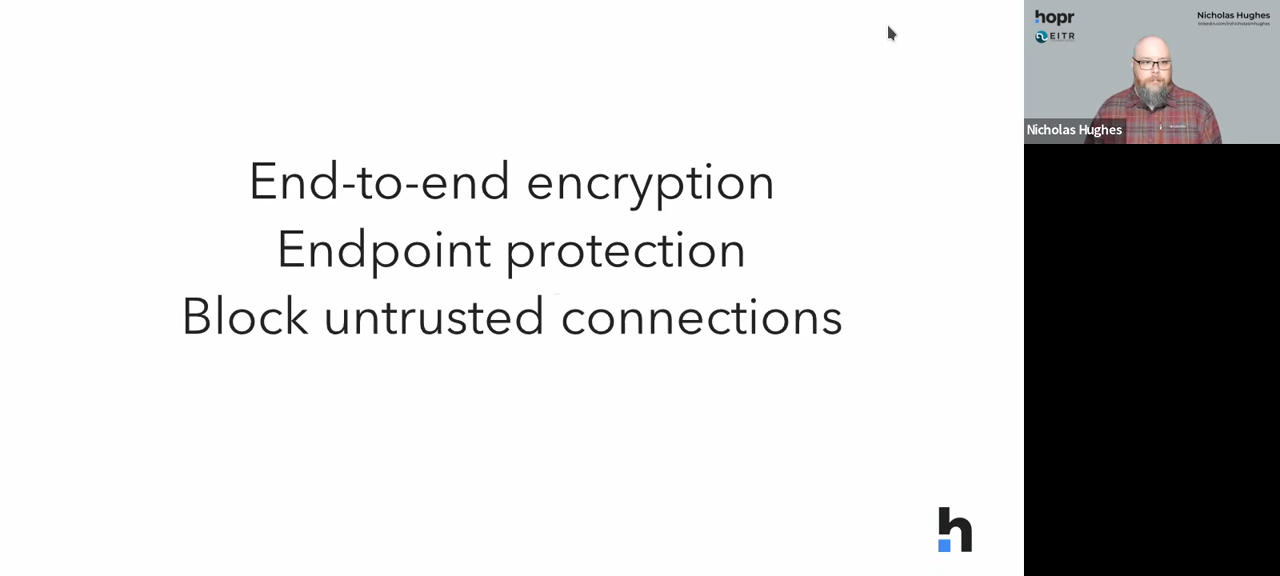 End-to-end encryption
Endpoint protection
Block untrusted connections
h
hopr
EITR
Nicholas Hughes
Nicholas Hughes